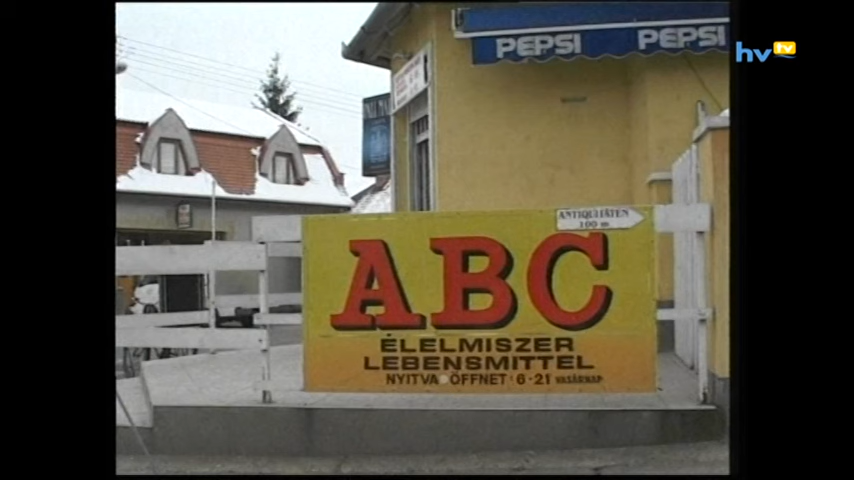 PEPSI PEPSI
hv tv
ANTIQUITÄTEN
100 m
ABC
ÉLELMISZER
LEBENSMITTEL
NYITVA ÖFFNET: 6-21 VASÁRNAP